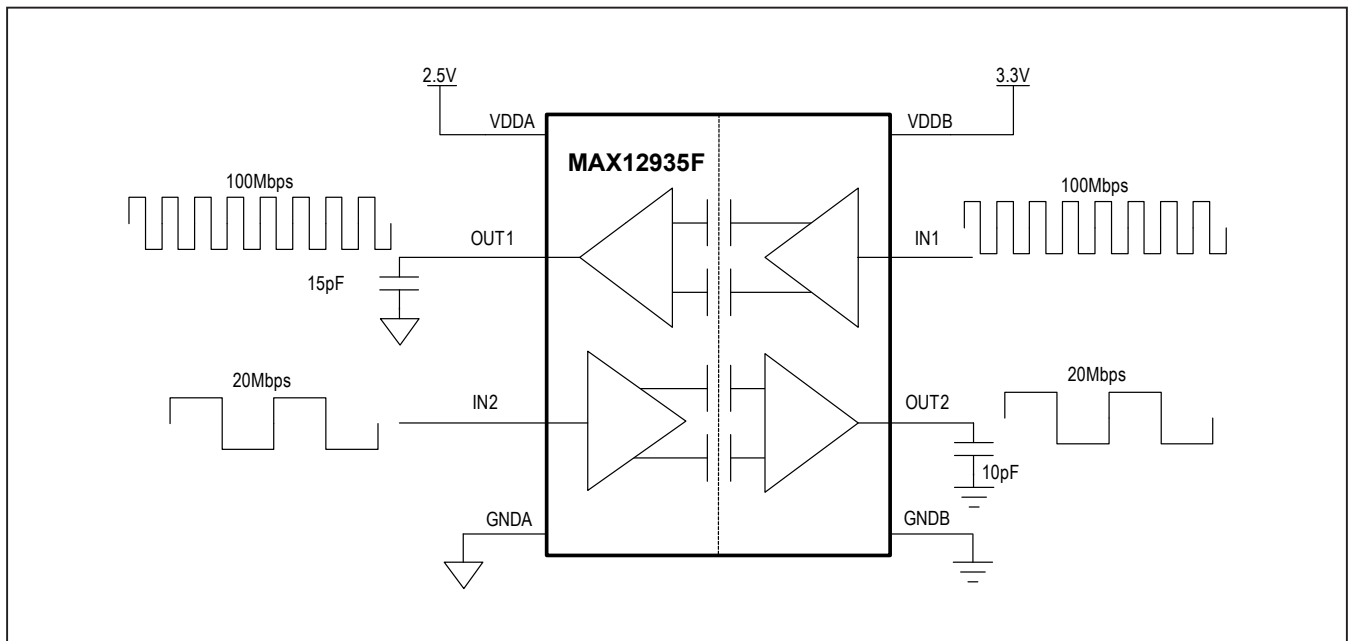 2.5V
3.3V
VDDA
VDDB
MAX12935F
100Mbps
100Mbps
OUT1
IN1
15pF
20Mbps
20Mbps
IN2
OUT2
10pF
GNDA
GNDB